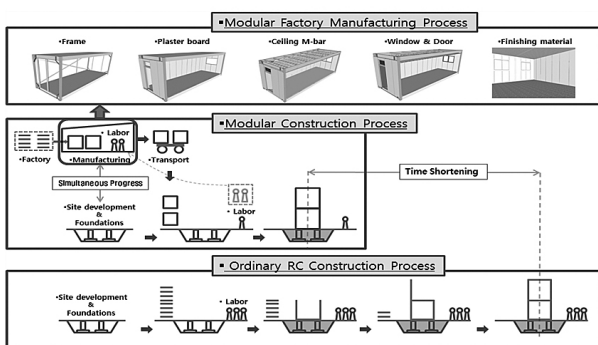 ▪Modular Factory Manufacturing Process
•Frame
•Plaster board
•Ceiling M-bar
•Window & Door
•Finishing material
▪Modular Construction Process
• Labor
•Factory
•Manufacturing
•Transport
Simultaneous Progress
Time Shortening
•Site development
&
Foundations
• Labor
▪ Ordinary RC Construction Process
•Site development
&
Foundations
• Labor